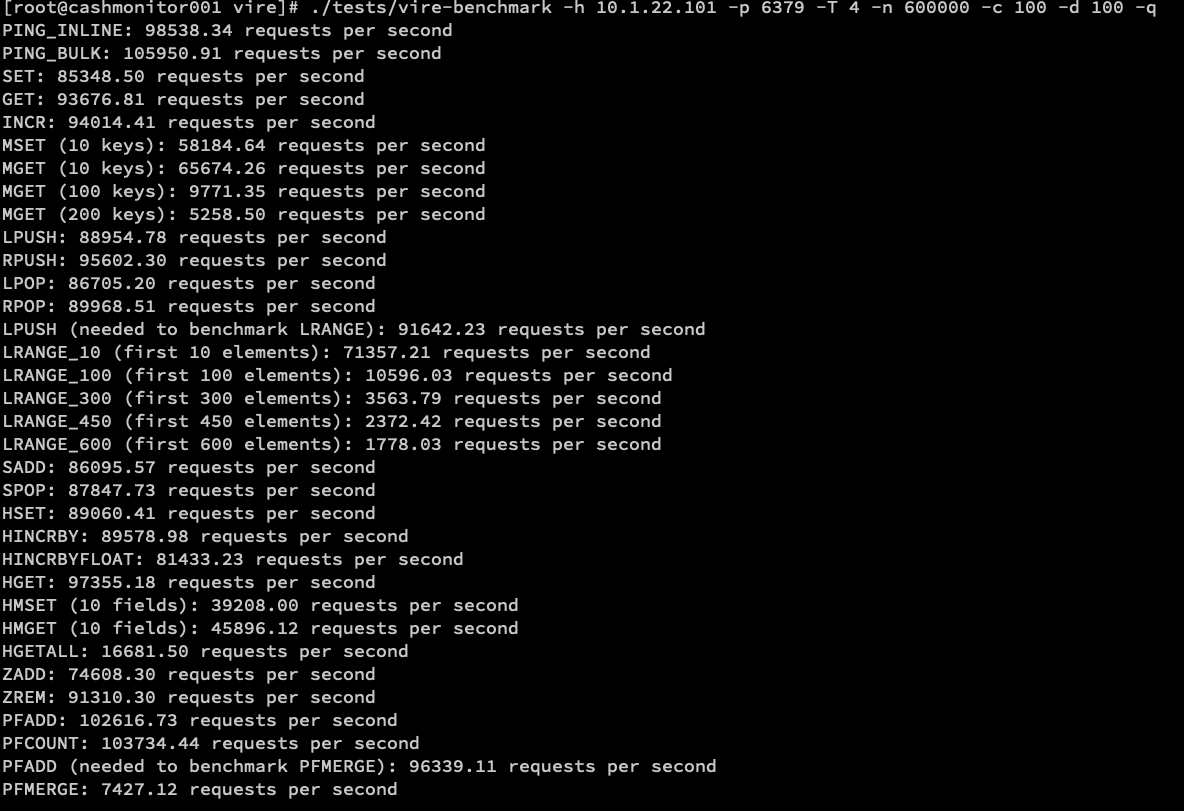 [root@cashmonitor001 vire]# ./tests/vire-benchmark -h 10.1.22.101 -p 6379 -T 4 -n 600000 -c 100 -d 100 -q
PING_INLINE: 98538.34 requests per second
PING_BULK: 105950.91 requests per second
SET: 85348.50 requests per second
GET: 93676.81 requests per second
INCR: 94014.41 requests per second
MSET (10 keys): 58184.64 requests per second
MGET (10 keys): 65674.26 requests per second
MGET (100 keys): 9771.35 requests per second
MGET (200 keys): 5258.50 requests per second
LPUSH: 88954.78 requests per second
RPUSH: 95602.30 requests per second
LPOP: 86705.20 requests per second
RPOP: 89968.51 requests per second
LPUSH (needed to benchmark LRANGE): 91642.23 requests per second
LRANGE_10 (first 10 elements): 71357.21 requests per second
LRANGE_100 (first 100 elements): 10596.03 requests per second
LRANGE_300 (first 300 elements): 3563.79 requests per second
LRANGE_450 (first 450 elements): 2372.42 requests per second
LRANGE_600 (first 600 elements): 1778.03 requests per second
SADD: 86095.57 requests per second
SPOP: 87847.73 requests per second
HSET: 89060.41 requests per second
HINCRBY: 89578.98 requests per second
HINCRBYFLOAT: 81433.23 requests per second
HGET: 97355.18 requests per second
HMSET (10 fields): 39208.00 requests per second
HMGET (10 fields): 45896.12 requests per second
HGETALL: 16681.50 requests per second
ZADD: 74608.30 requests per second
ZREM: 91310.30 requests per second
PFADD: 102616.73 requests per second
PFCOUNT: 103734.44 requests per second
PFADD (needed to benchmark PFMERGE): 96339.11 requests per second
PFMERGE: 7427.12 requests per second